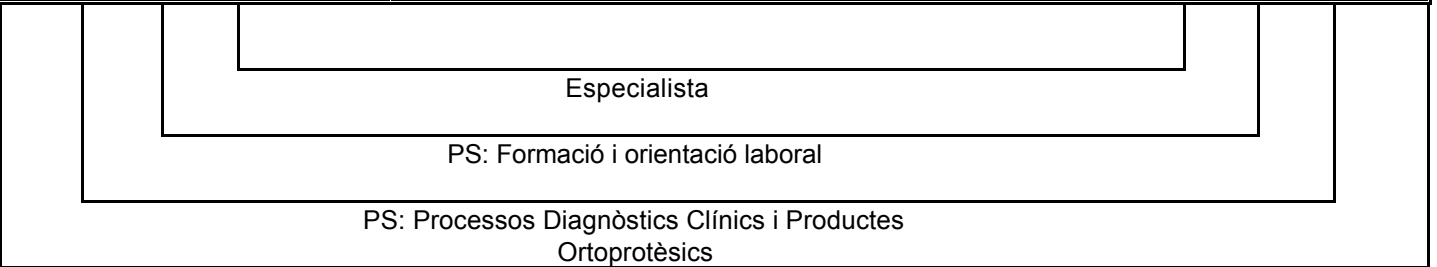 Especialista
PS: Formació i orientació laboral
PS: Processos Diagnòstics Clínics i Productes
Ortoprotèsics